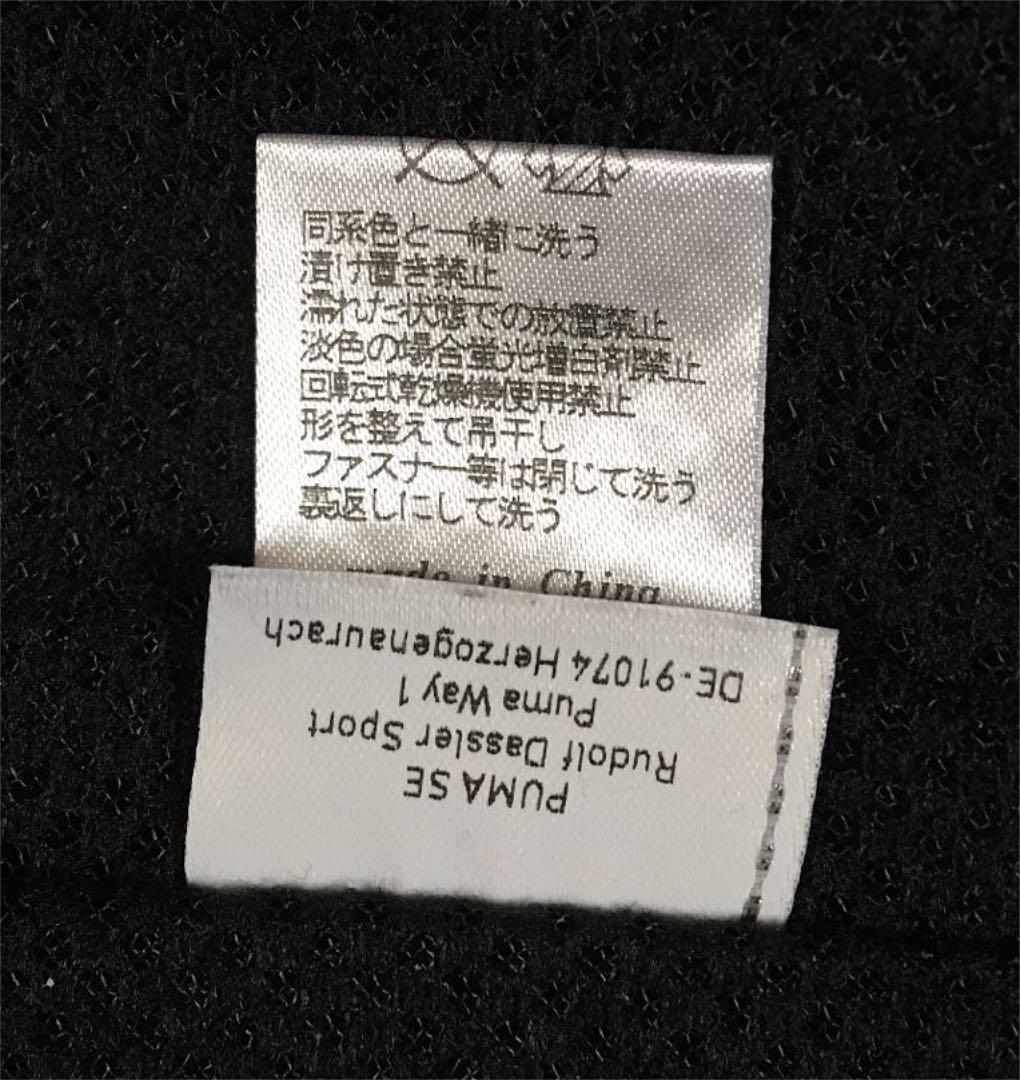 同系色と一緒に洗う
漬け置き禁止
濡れた状態での放置禁止
淡色の場合蛍光増白剤禁止
回転式乾燥機使用禁止
形を整えて吊干し
ファスナー等は閉じて洗う
裏返しにして洗う
made in China
PUMA SE
Rudolf Dassler Sport
Puma Way 1
DE-91074 Herzogenaurach